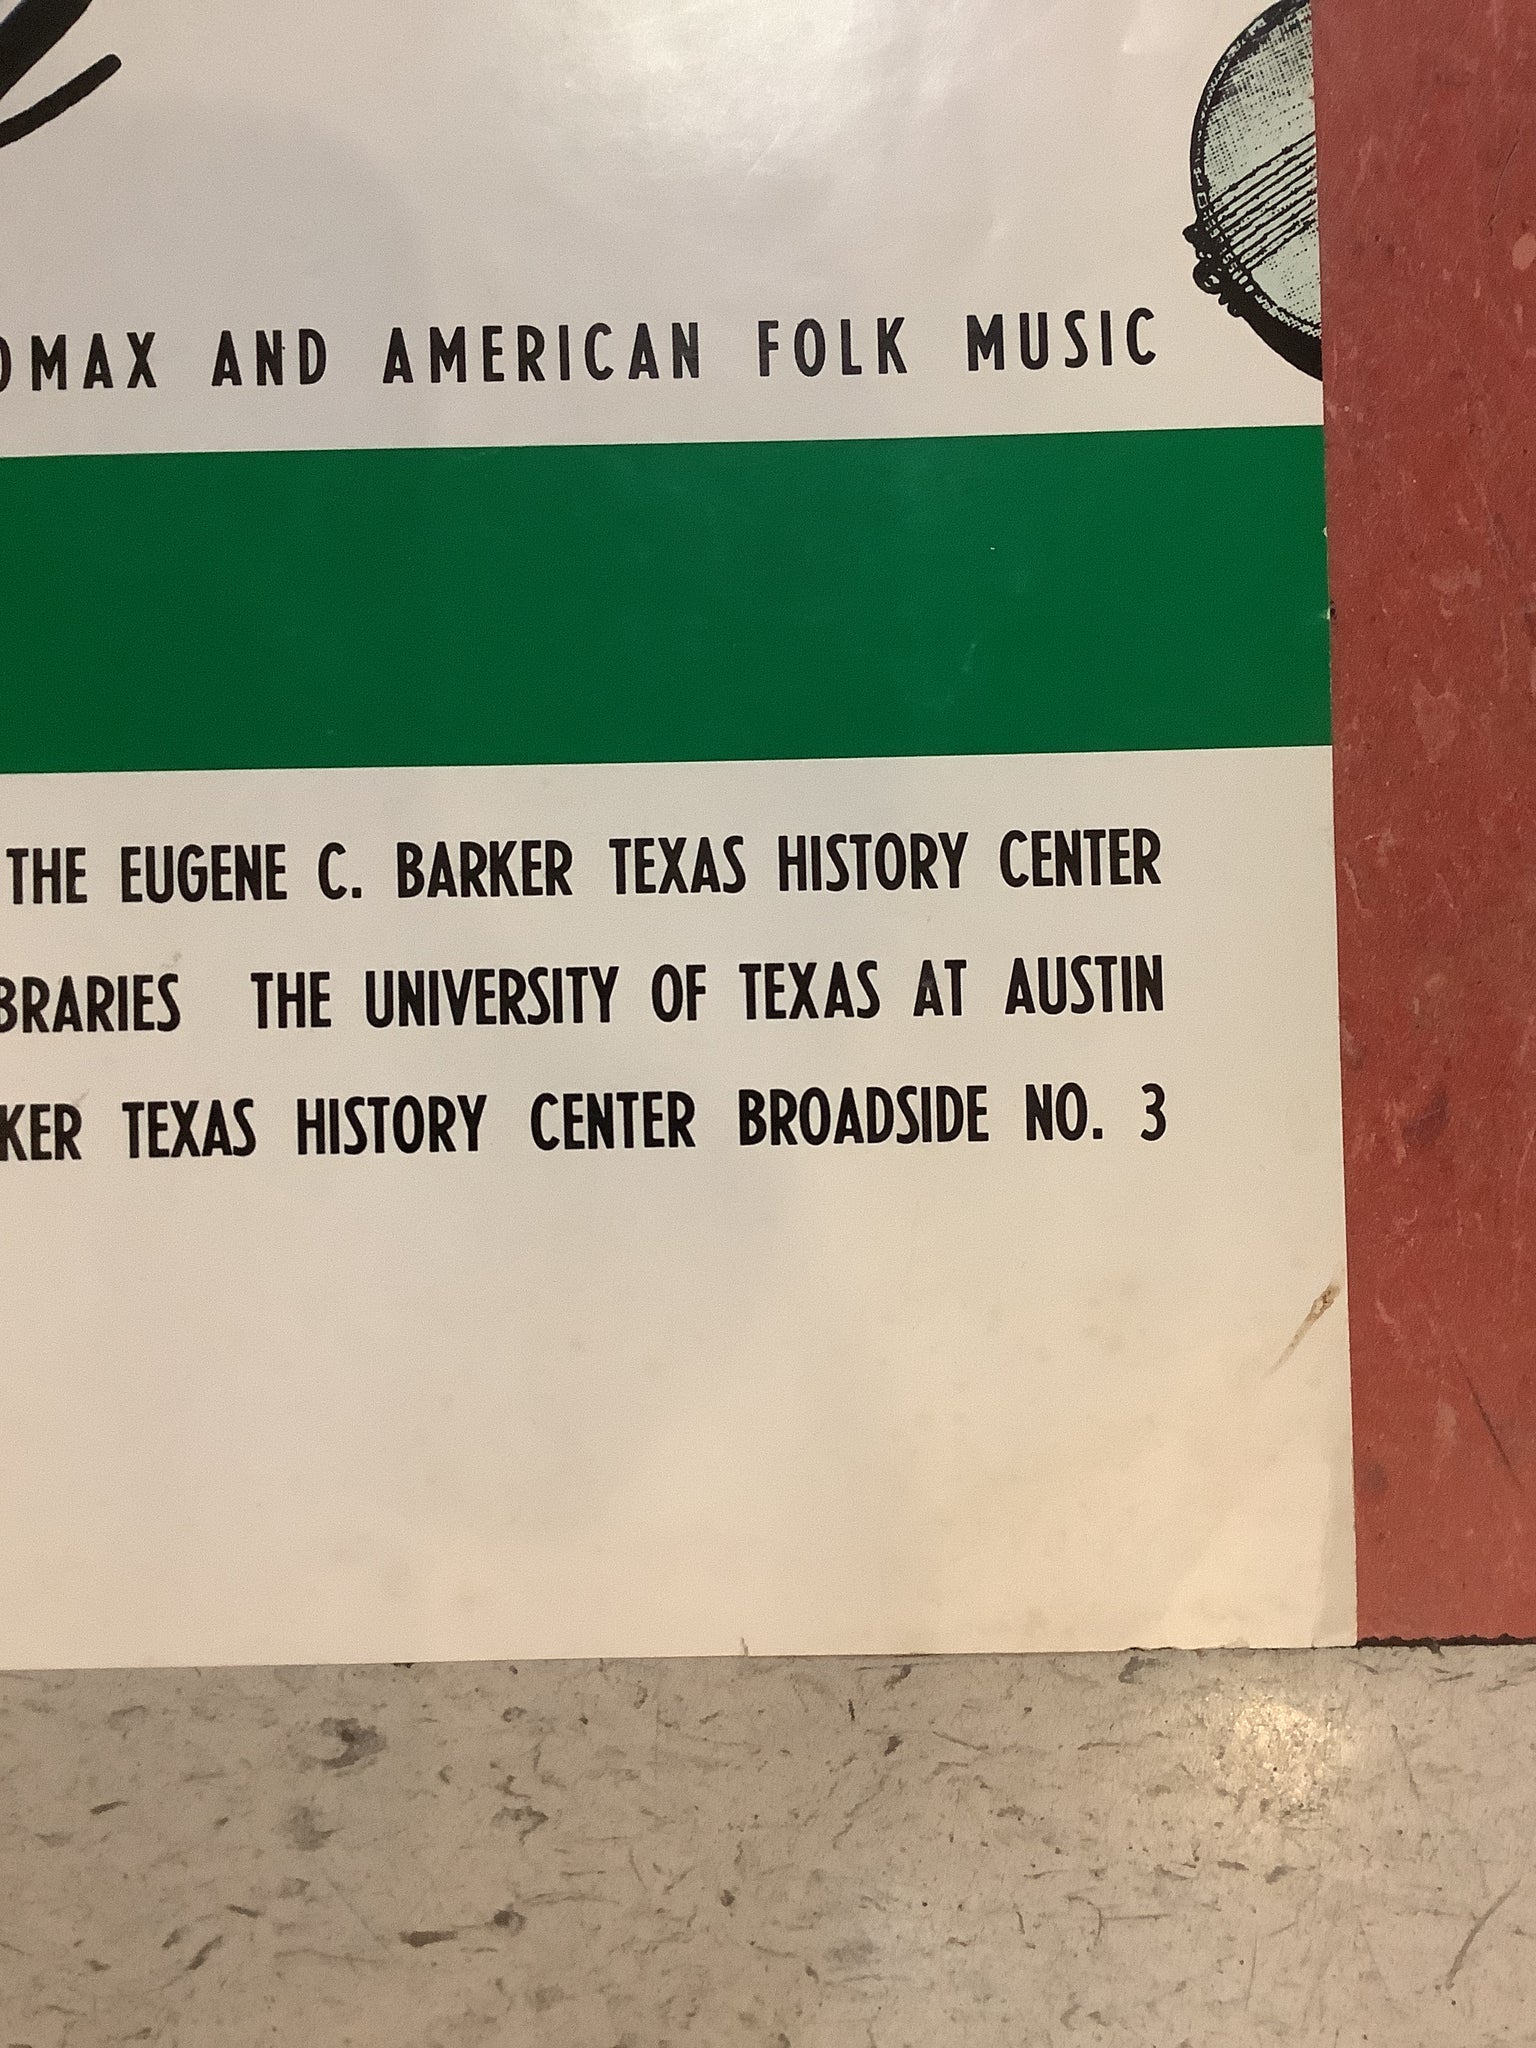 OMAX AND AMERICAN FOLK MUSIC
THE EUGENE C. BARKER TEXAS HISTORY CENTER
BRARIES THE UNIVERSITY OF TEXAS AT AUSTIN
KER TEXAS HISTORY CENTER BROADSIDE NO. 3